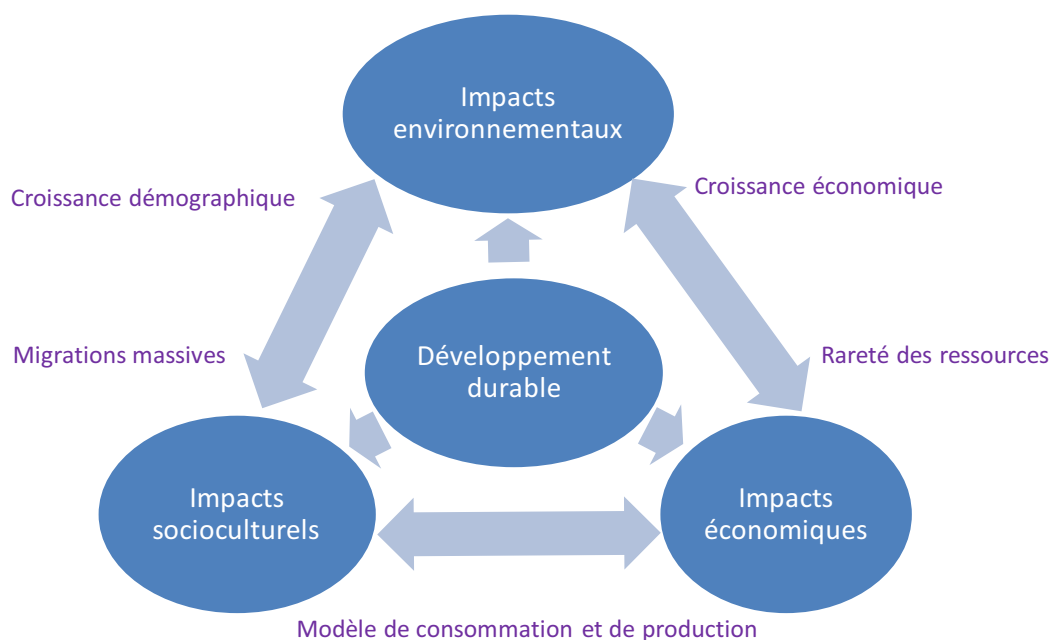 Impacts
environnementaux
Croissance démographique
Croissance économique
Migrations massives
Développement
durable
Rareté des ressources
Impacts
socioculturels
Impacts
économiques
Modèle de consommation et de production